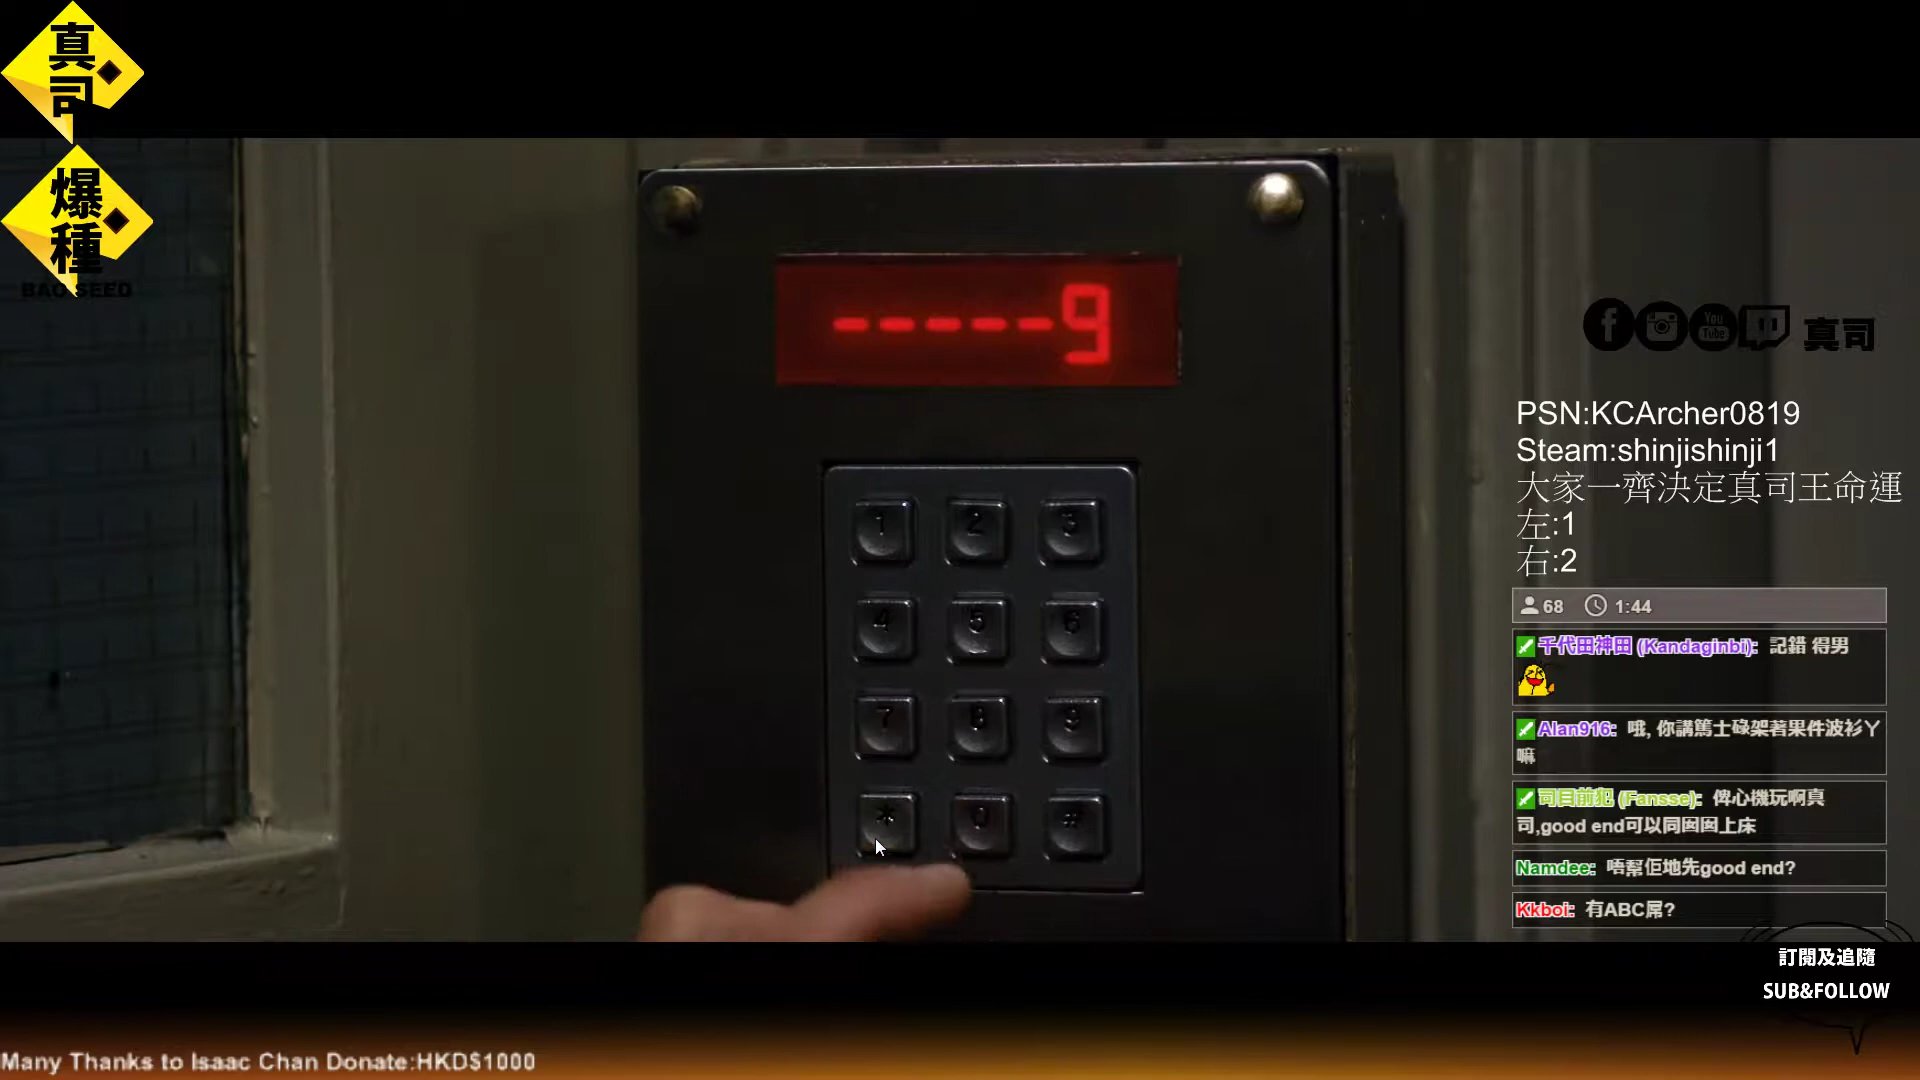 真司
爆種
BAO SEED
-----9
1 2 3
4 5 6
7 8 9
* 0 #
You
Tube
真司
PSN:KCArcher0819
Steam:shinjishinji1
大家一齊決定真司王命運
左:1
右:2
68 1:44
千代田神田 (Kandaginbi): 記錯 得男
Alan916: 哦, 你講篤士碌架著果件波衫丫
嘛
司目前犯 (Fansse): 俾心機玩啊真
司,good end可以同囡囡上床
Namdee: 唔幫佢地先good end?
Kkboi: 有ABC屌?
訂閱及追隨
SUB&FOLLOW
Many Thanks to Isaac Chan Donate:HKD$1000